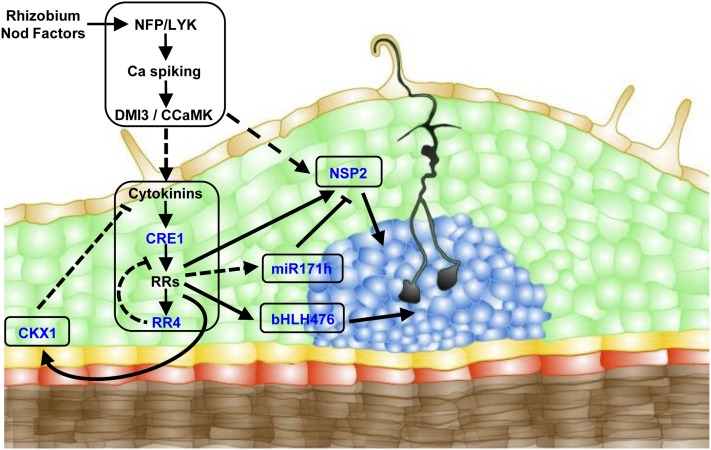 Rhizobium
Nod Factors
NFP/LYK
Ca spiking
DMI3 / CCaMK
NSP2
Cytokinins
CRE1
miR171h
RRs
bHLH476
RR4
CKX1